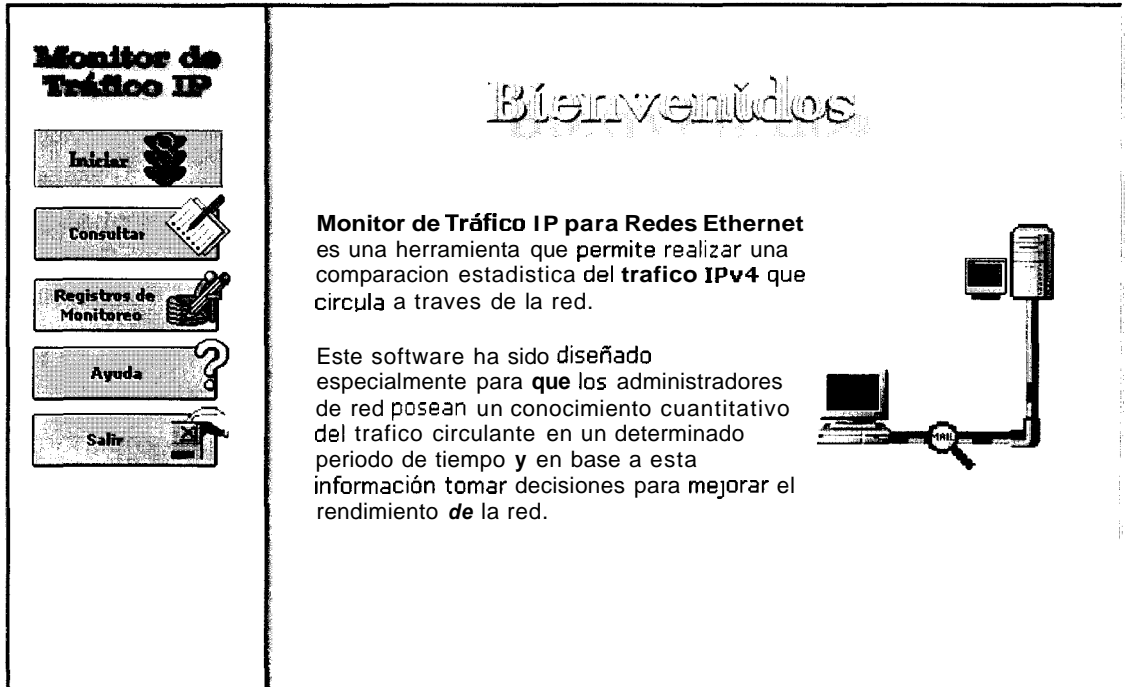 Monitor de
Tráfico IP
Iniciar
Consultar
Registros de
Monitoreo
Ayuda
Salir
Bienvenidos
Monitor de Tráfico IP para Redes Ethernet
es una herramienta que permite realizar una
comparacion estadistica del trafico IPv4 que
circula a traves de la red.
Este software ha sido diseñado
especialmente para que los administradores
de red posean un conocimiento cuantitativo
del trafico circulante en un determinado
periodo de tiempo y en base a esta
información tomar decisiones para mejorar el
rendimiento de la red.
MAIL